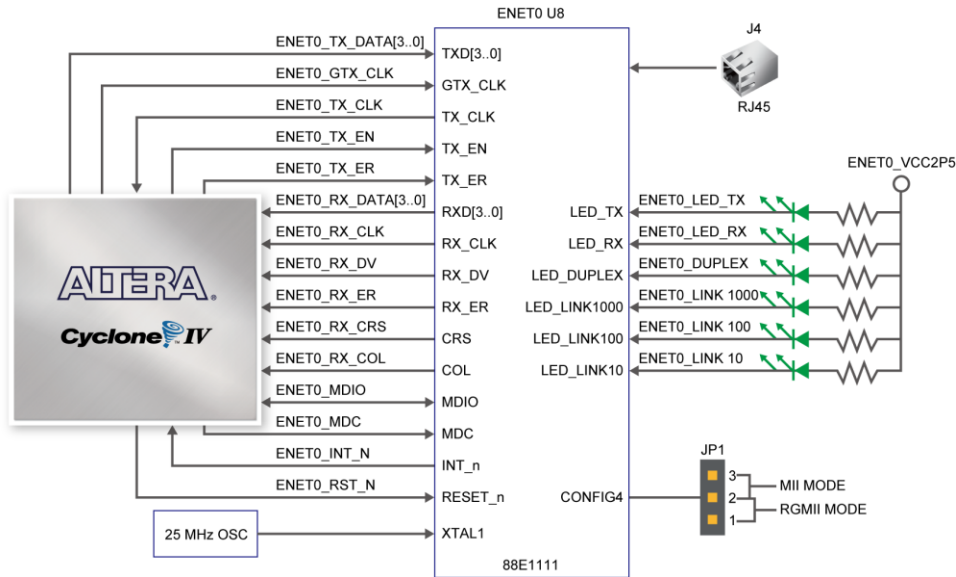 ENET0 U8
ENET0_TX_DATA[3..0]
TXD[3..0]
ENET0_GTX_CLK
GTX_CLK
ENET0_TX_CLK
TX_CLK
ENET0_TX_EN
TX_EN
ENET0_TX_ER
TX_ER
ENET0_RX_DATA[3..0]
RXD[3..0]
ENET0_RX_CLK
RX_CLK
ENET0_RX_DV
RX_DV
ENET0_RX_ER
RX_ER
ENET0_RX_CRS
CRS
ENET0_RX_COL
COL
ENET0_MDIO
MDIO
ENET0_MDC
MDC
ENET0_INT_N
INT_n
ENET0_RST_N
RESET_n
25 MHz OSC
XTAL1
ALTERA.
Cyclone IV
J4
RJ45
ENET0_VCC2P5
LED_TX
ENET0_LED_TX
LED_RX
ENET0_LED_RX
LED_DUPLEX
ENET0_DUPLEX
LED_LINK1000
ENET0_LINK 1000
LED_LINK100
ENET0_LINK 100
LED_LINK10
ENET0_LINK 10
JP1
CONFIG4
3
2
1
MII MODE
RGMII MODE
88E1111